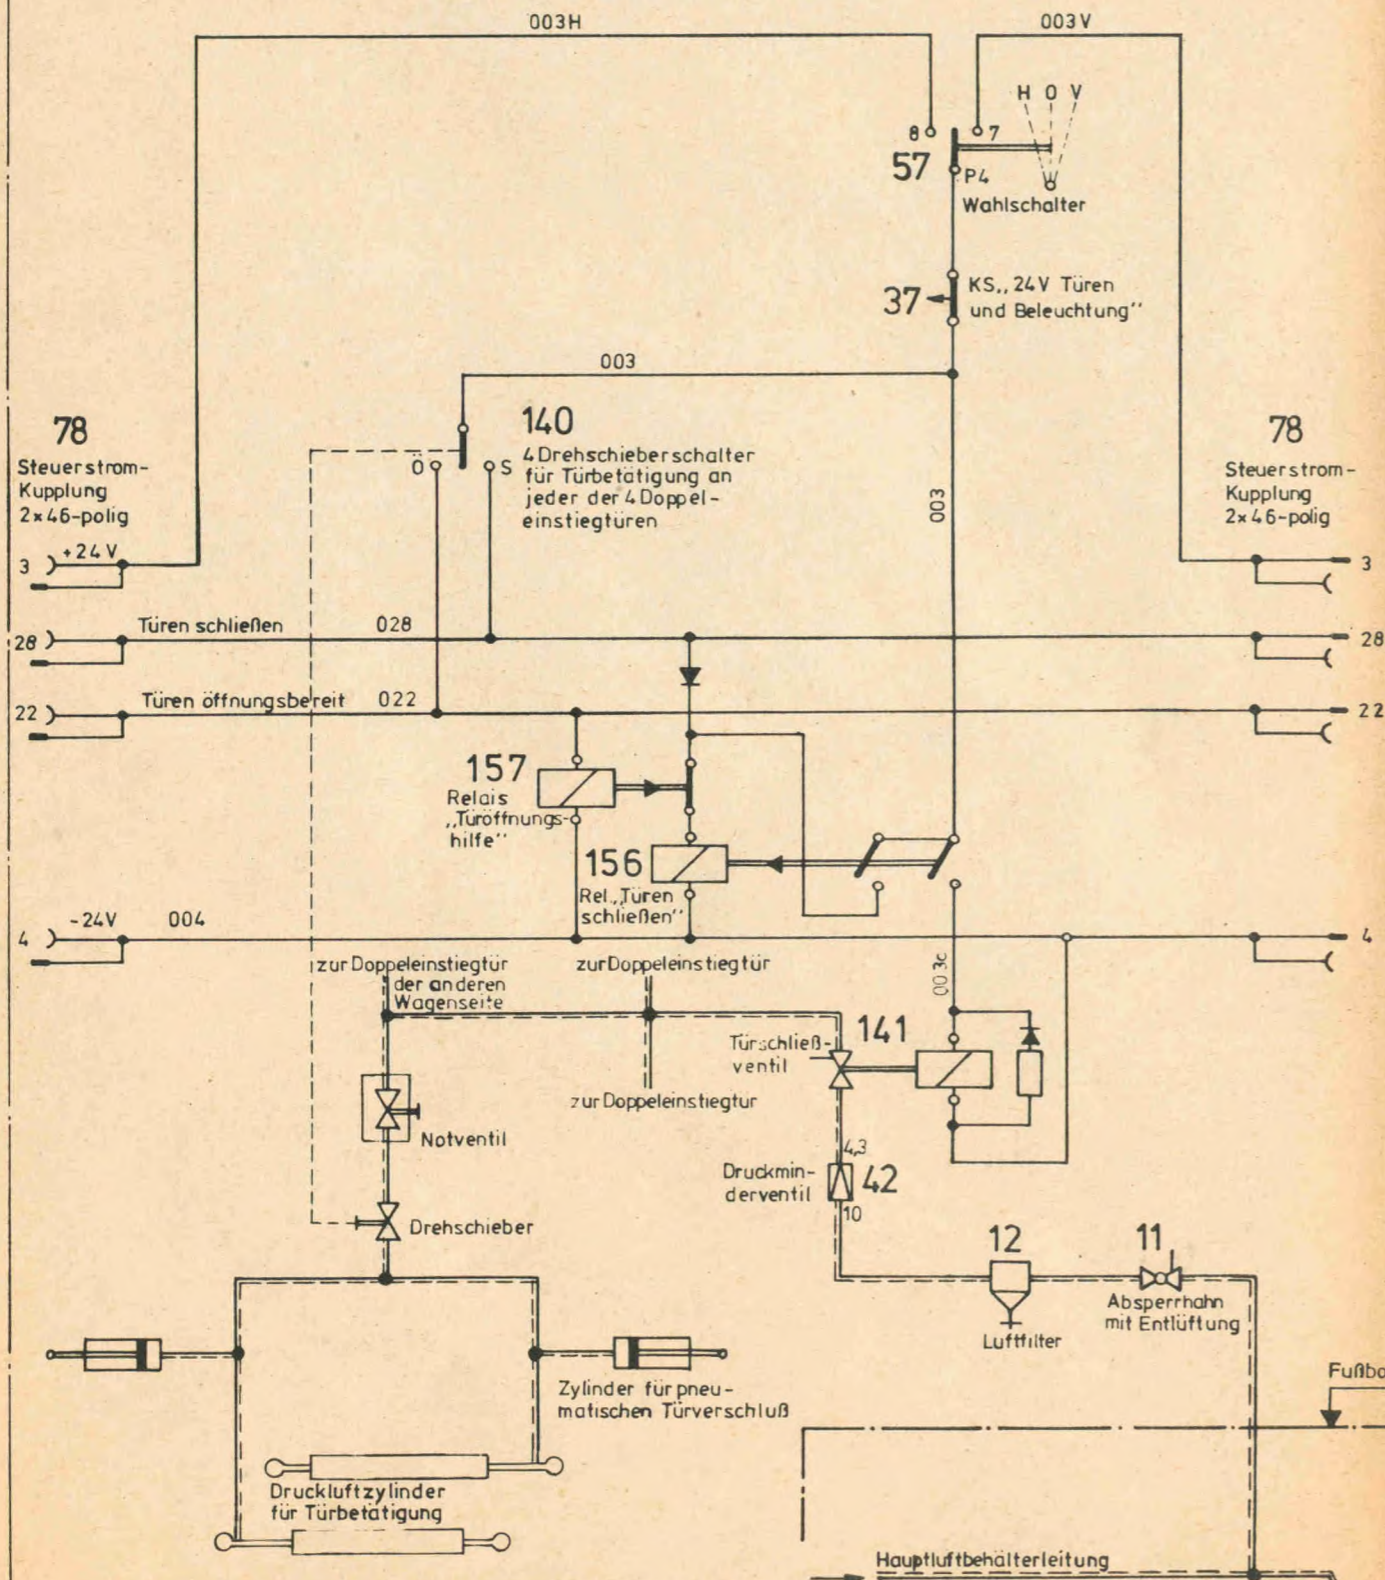 003H
003V
H O V
8
7
57
P4
Wahlschalter
37
KS„24V Türen
und Beleuchtung"
003
78
Steuerstrom-
Kupplung
2×46-polig
140
4 Drehschieberschalter
für Türbetätigung an
jeder der 4 Doppel-
einstiegtüren
Ö
S
003
78
Steuerstrom-
Kupplung
2×46-polig
3
+24V
3
28
Türen schließen
028
28
22
Türen öffnungsbereit
022
22
157
Relais
„Türöffnungs-
hilfe"
156
Rel.„Türen
schließen"
4
-24V
004
4
zur Doppeleinstiegtür
der anderen
Wagenseite
zur Doppeleinstiegtür
003c
Türschließ-
ventil
141
zur Doppeleinstiegtur
Notventil
4,3
Druckmin-
derventil
42
10
Drehschieber
12
Luftfilter
11
Absperrhahn
mit Entlüftung
Zylinder für pneu-
matischen Türverschluß
Fußbo
Druckluftzylinder
für Türbetätigung
Hauptluftbehälterleitung